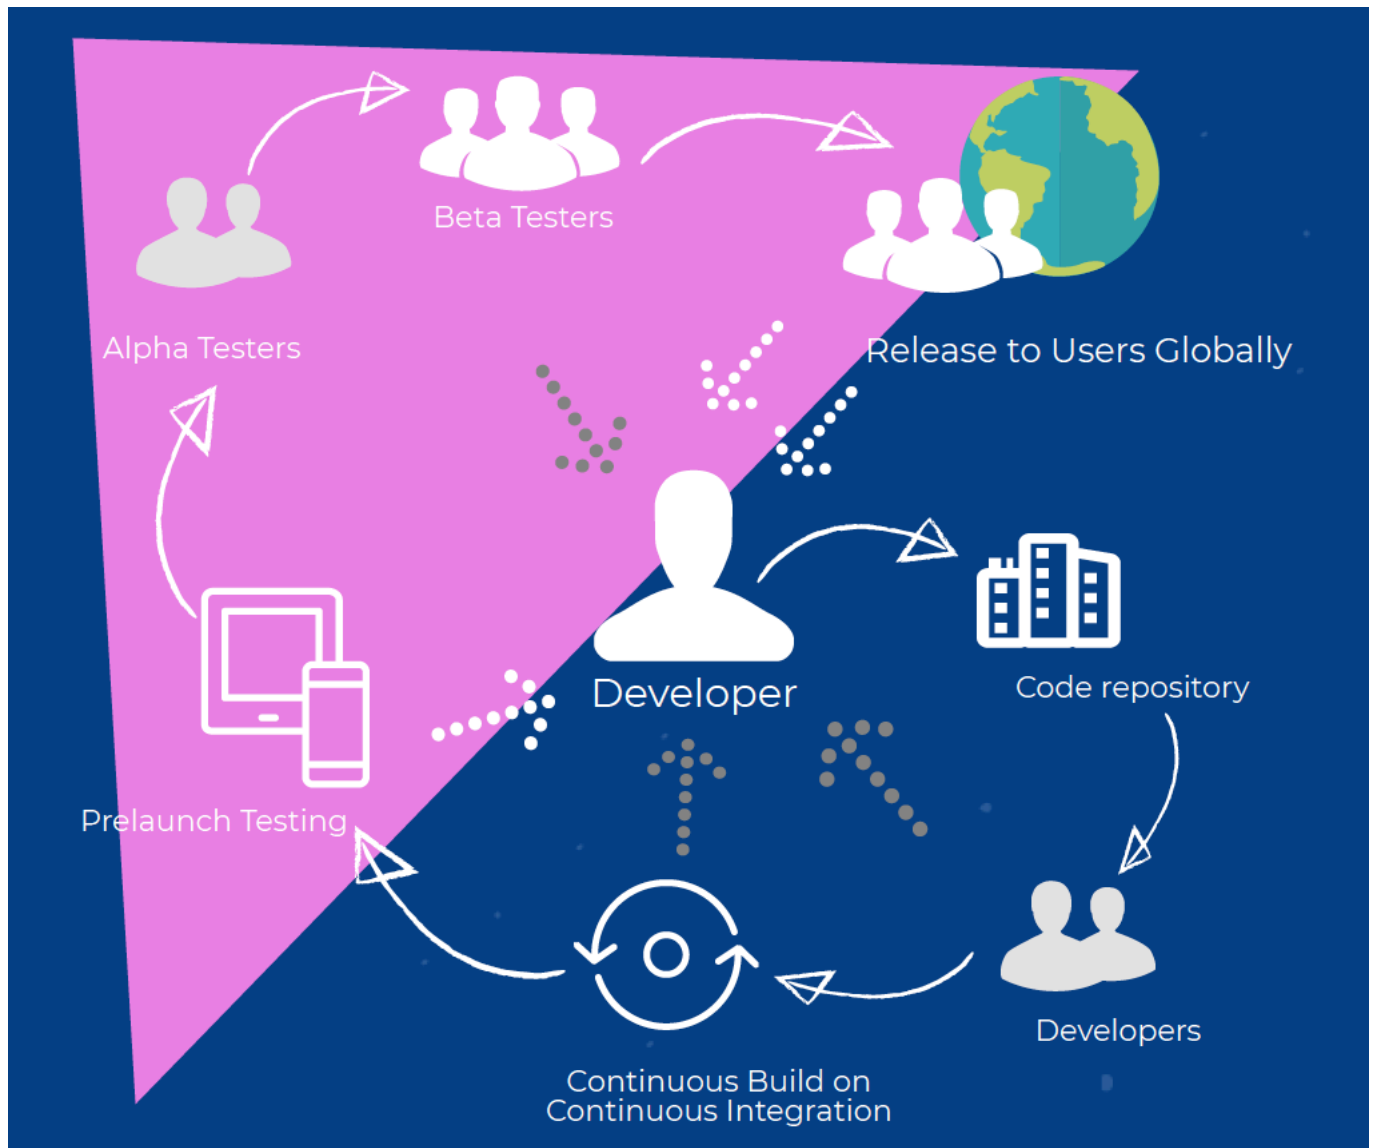 Beta Testers
Alpha Testers
Release to Users Globally
Developer
Code repository
Prelaunch Testing
Developers
Continuous Build on
Continuous Integration